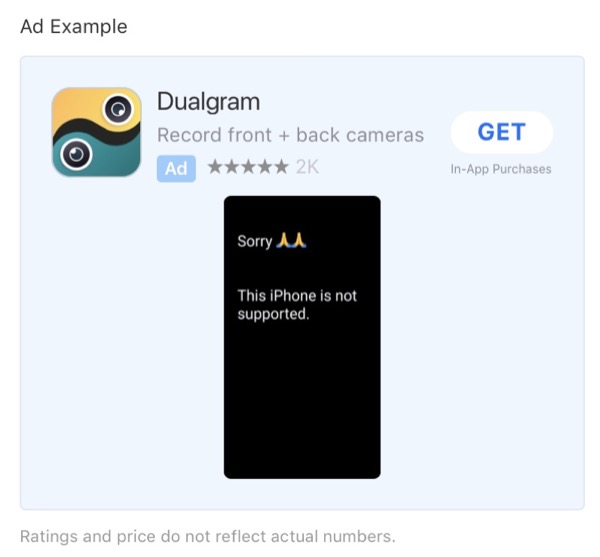 Ad Example
Dualgram
Record front + back cameras
GET
Ad ★★★★★ 2K
In-App Purchases
Sorry 🙏🙏
This iPhone is not
supported.
Ratings and price do not reflect actual numbers.